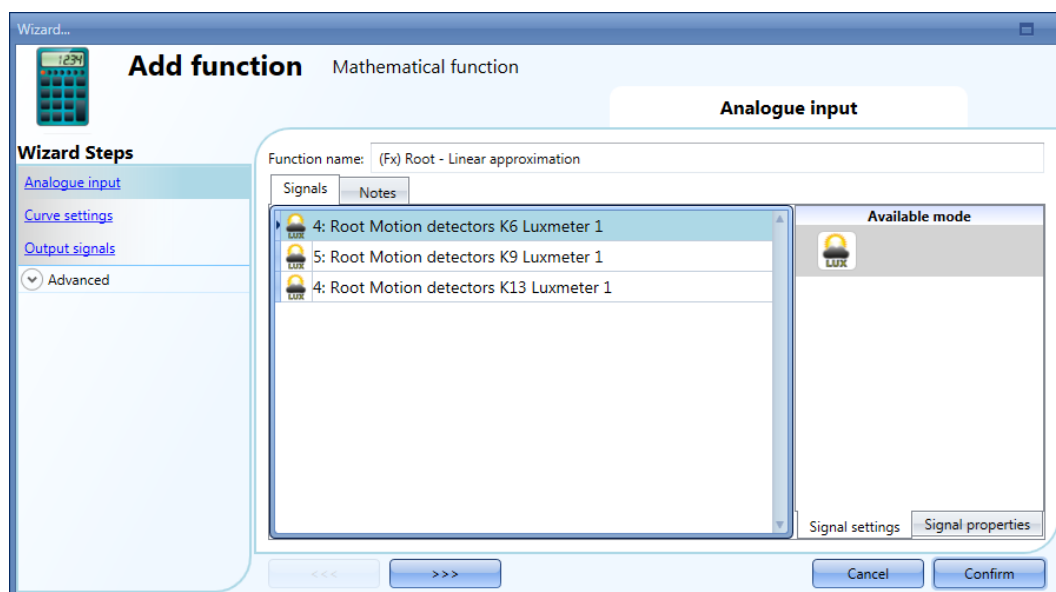 Wizard...
1234
Add function Mathematical function
Analogue input
Wizard Steps
Analogue input
Curve settings
Output signals
Advanced
Function name: (Fx) Root - Linear approximation
Signals Notes
LUX 4: Root Motion detectors K6 Luxmeter 1
LUX 5: Root Motion detectors K9 Luxmeter 1
LUX 4: Root Motion detectors K13 Luxmeter 1
Available mode
LUX
Signal settings Signal properties
<<< >>> Cancel Confirm